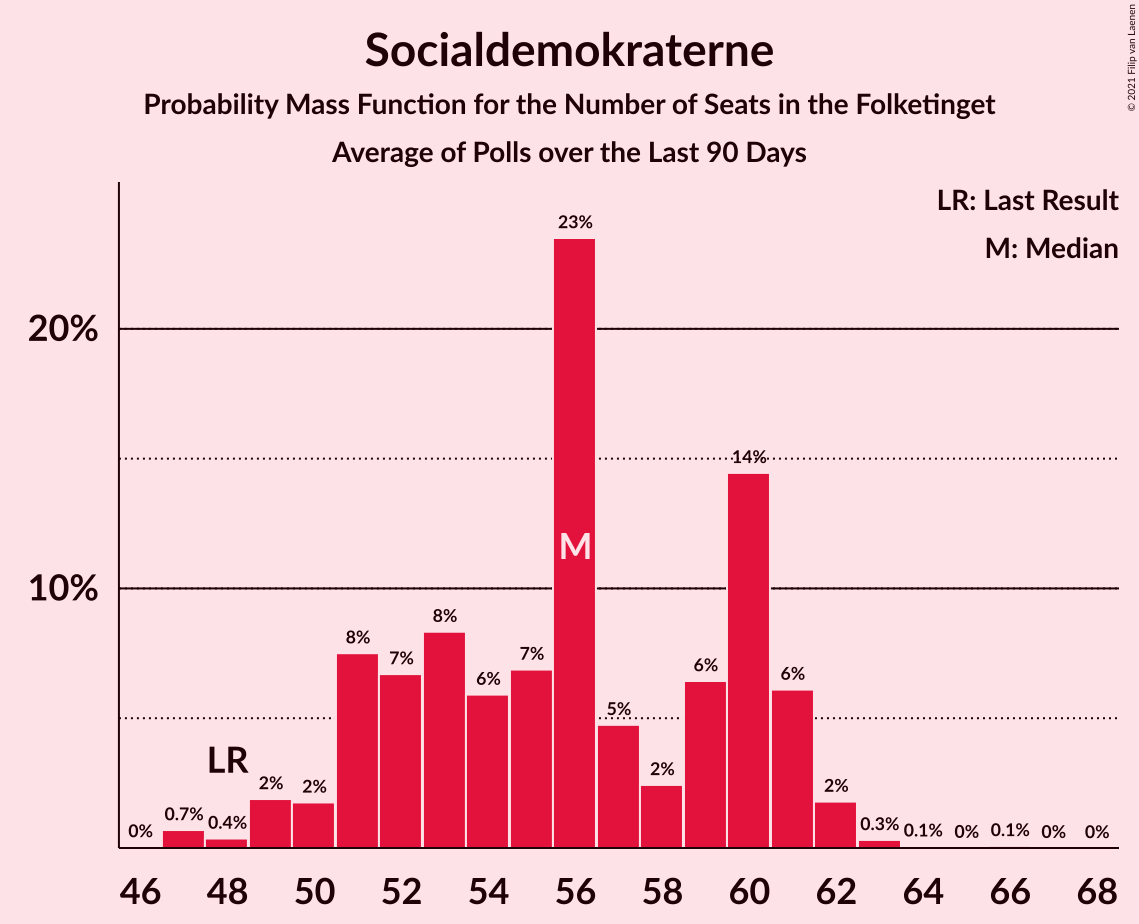 Socialdemokraterne
Probability Mass Function for the Number of Seats in the Folketinget
Average of Polls over the Last 90 Days
© 2021 Filip van Laenen
LR: Last Result
M: Median
20%
10%
0%
0.7%
0.4%
LR
2%
2%
8%
7%
8%
6%
7%
23%
M
5%
2%
6%
14%
6%
2%
0.3%
0.1%
0%
0.1%
0%
0%
46 48 50 52 54 56 58 60 62 64 66 68